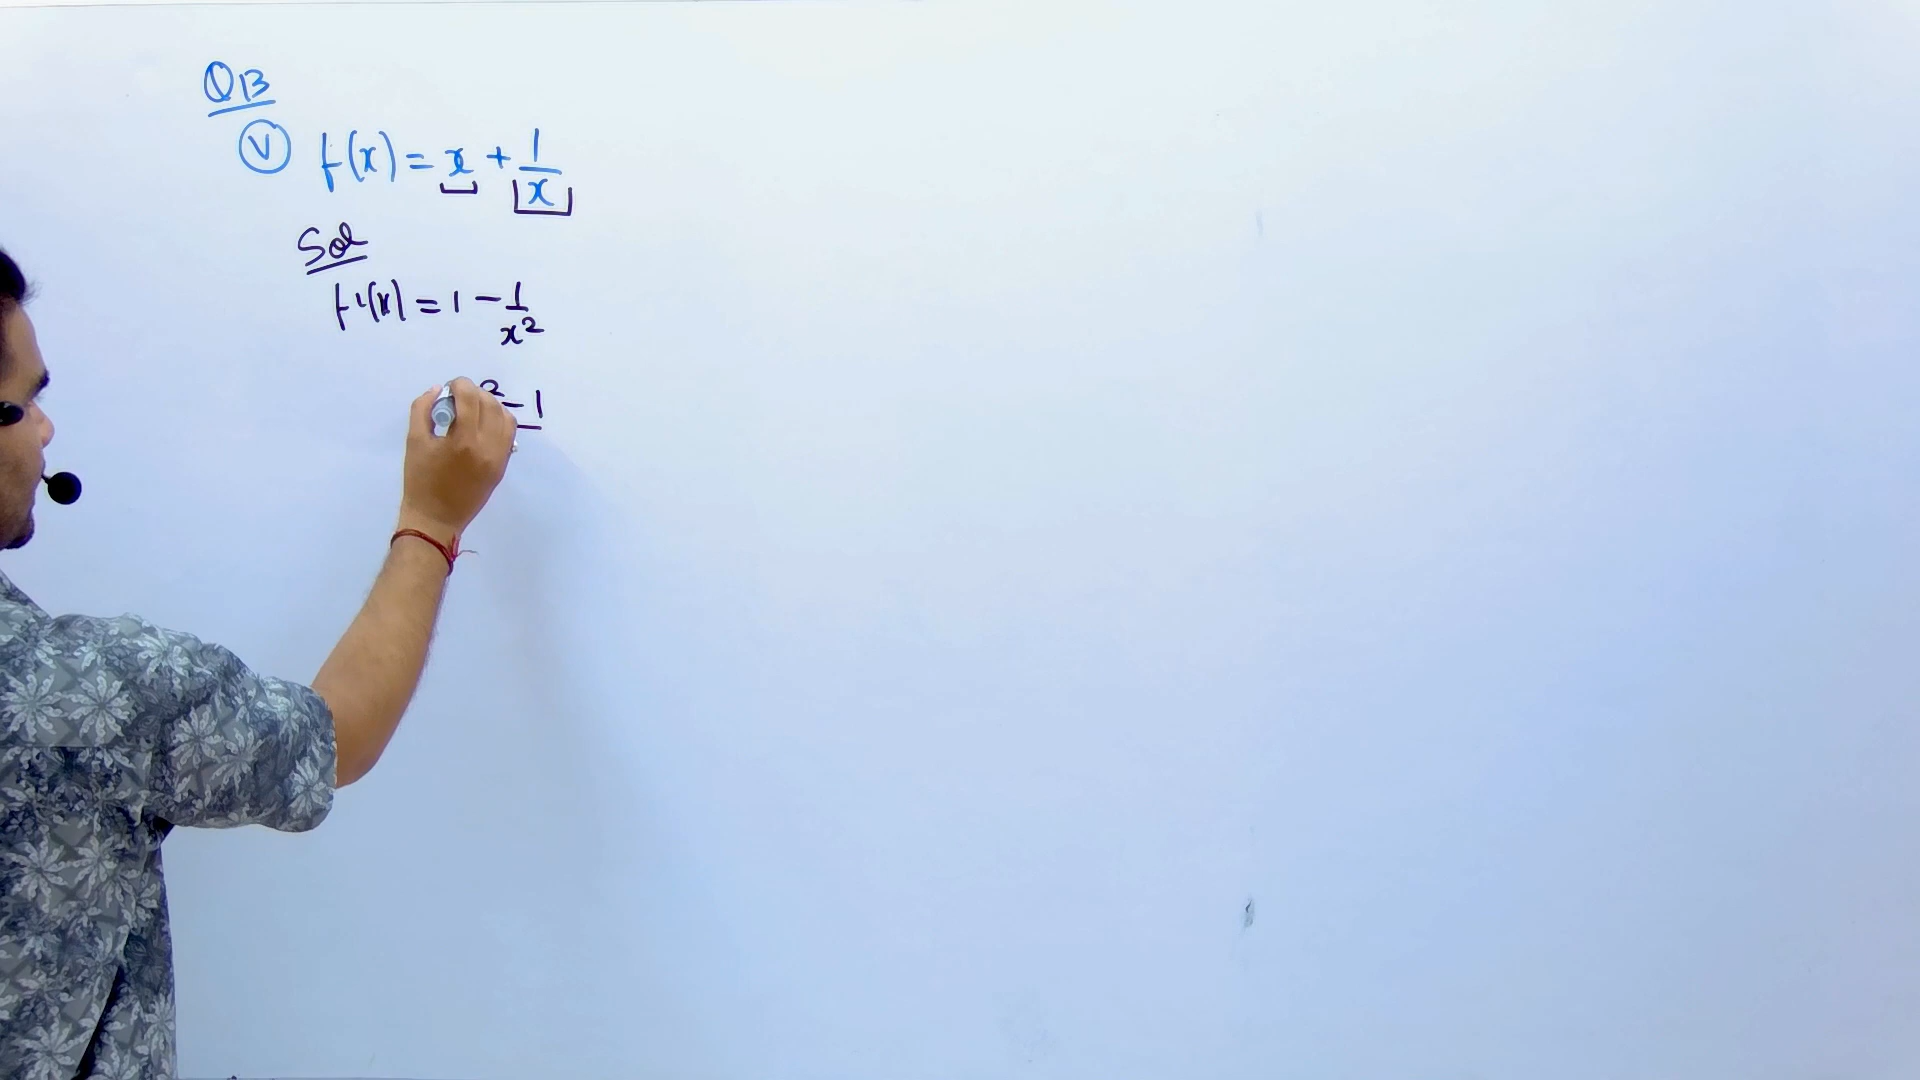 Q13
(V) f(x) = x + 1/x
Sol
f'(x) = 1 - 1/x²
² - 1